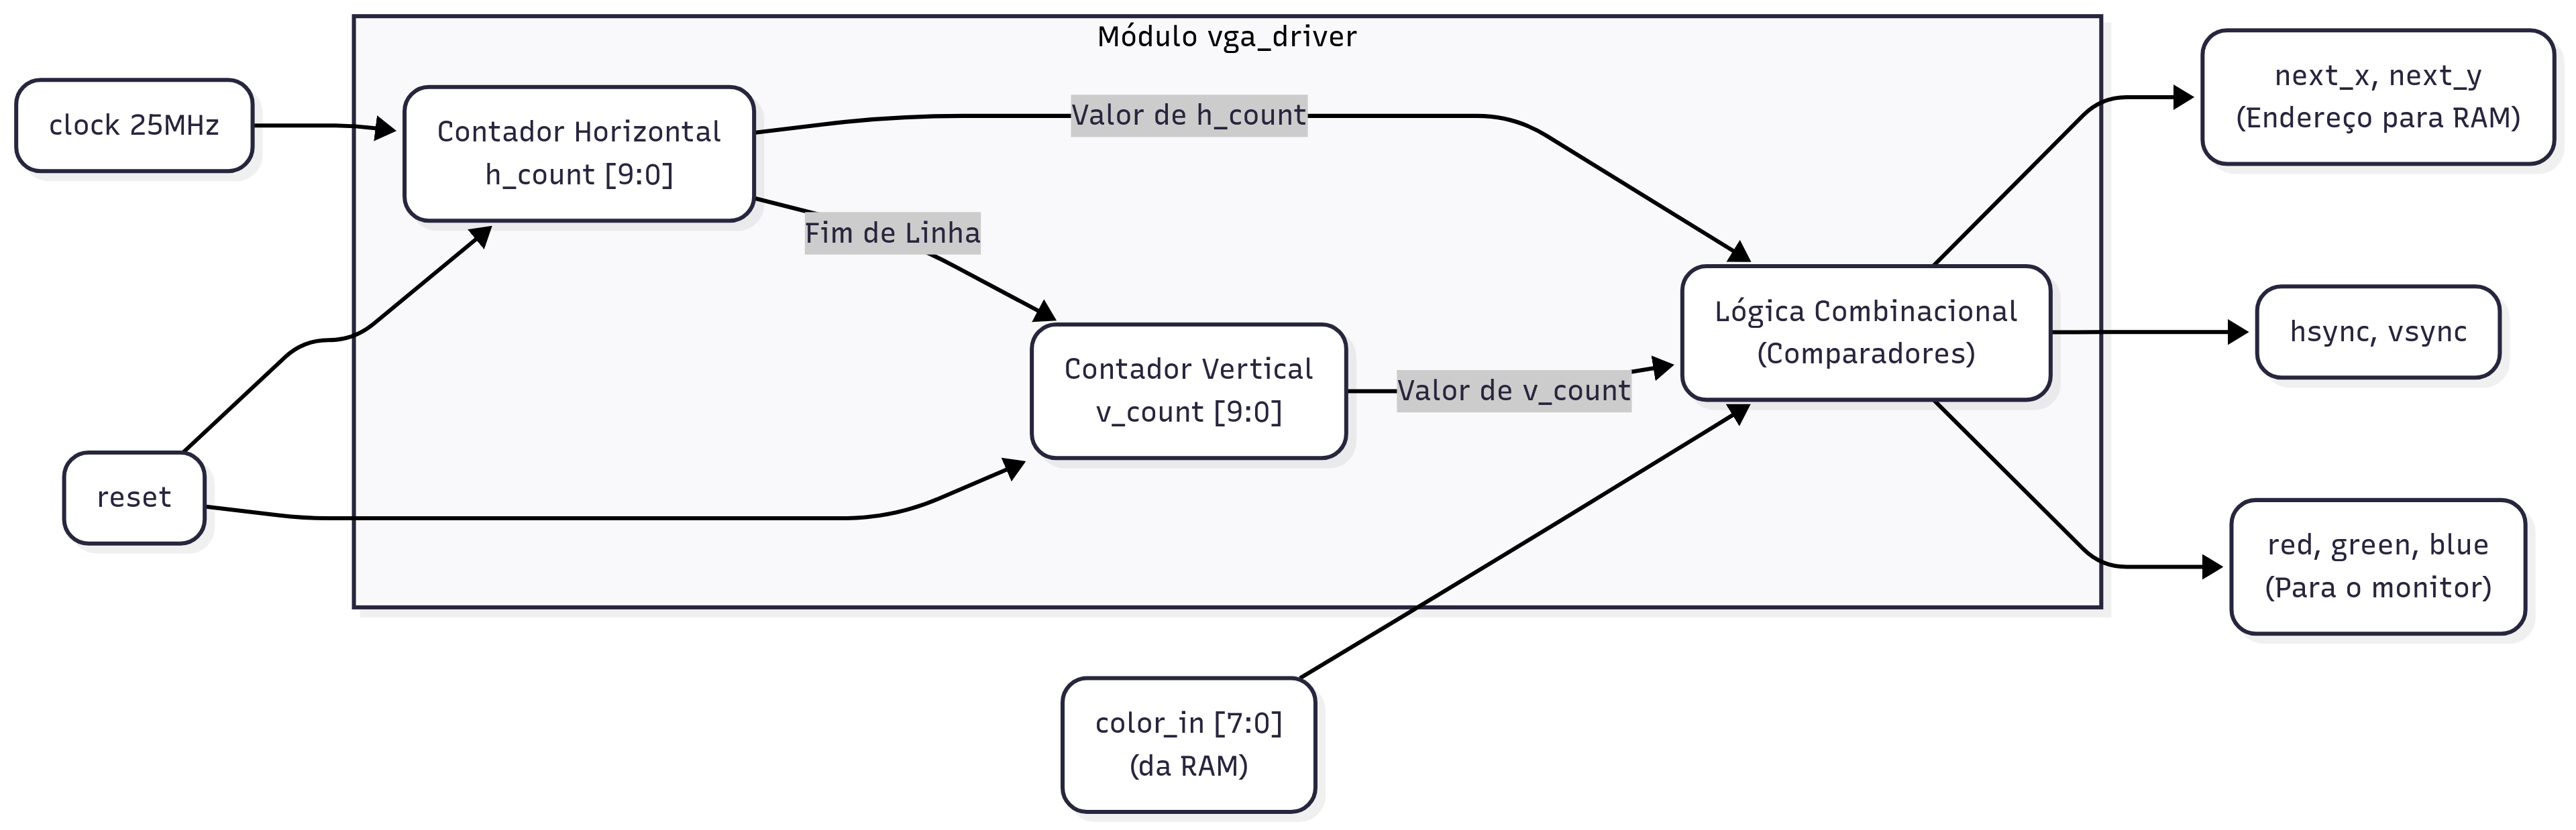 Módulo vga_driver
clock 25MHz
Contador Horizontal
h_count [9:0]
Valor de h_count
next_x, next_y
(Endereço para RAM)
Fim de Linha
Lógica Combinacional
(Comparadores)
hsync, vsync
Contador Vertical
v_count [9:0]
Valor de v_count
reset
red, green, blue
(Para o monitor)
color_in [7:0]
(da RAM)